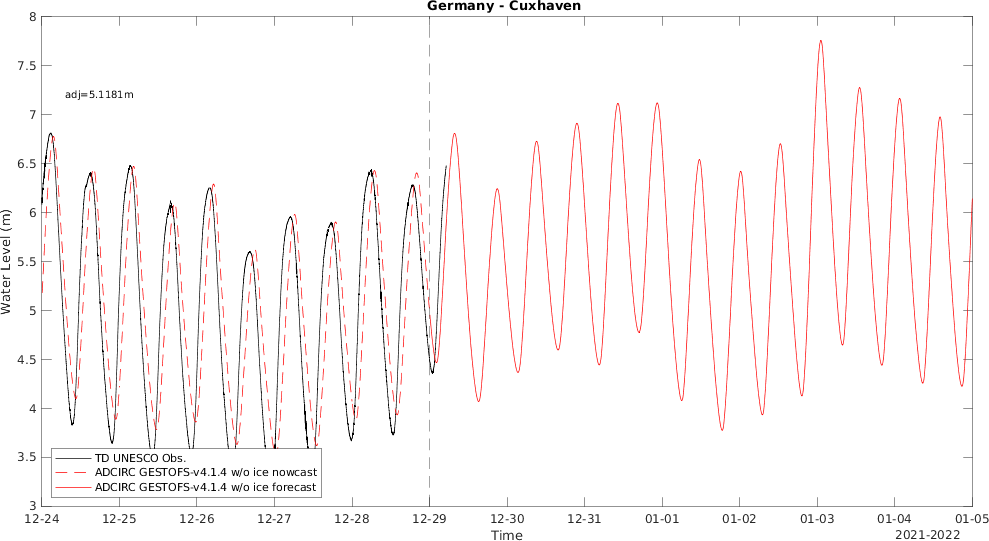 Germany - Cuxhaven
8
7.5
7
6.5
6
5.5
5
4.5
4
3.5
3
Water Level (m)
adj=5.1181m
TD UNESCO Obs.
ADCIRC GESTOFS-v4.1.4 w/o ice nowcast
ADCIRC GESTOFS-v4.1.4 w/o ice forecast
12-24 12-25 12-26 12-27 12-28 12-29 12-30 12-31 01-01 01-02 01-03 01-04 01-05
Time
2021-2022